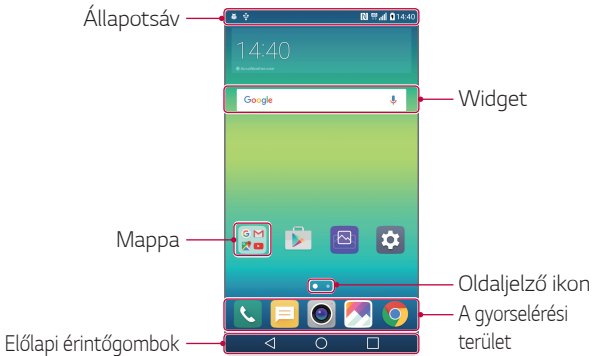 Állapotsáv
14:40
14:40
Google
Widget
Mappa
Oldaljelző ikon
A gyorselérési
terület
Előlapi érintőgombok